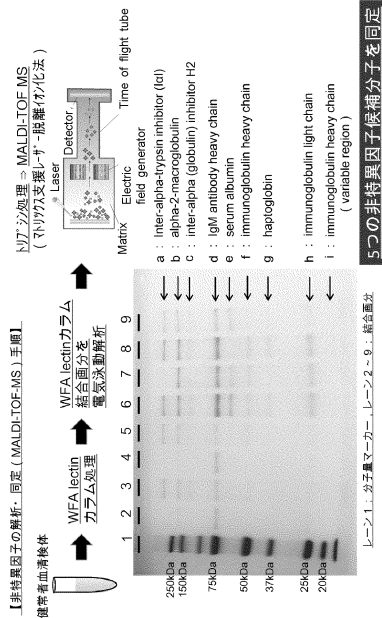 【非特異因子の解析・同定（MALDI-TOF-MS）手順】
健常者血清検体
WFA lectin
カラム処理
WFA lectinカラム
結合画分を
電気泳動解析
トリプシン処理 ⇒ MALDI-TOF MS
（マトリックス支援レーザー脱離イオン化法）
Laser
Detector
Matrix
Electric
field generator
Time of flight tube
1 2 3 4 5 6 7 8 9
250kDa
150kDa
75kDa
50kDa
37kDa
25kDa
20kDa
a : Inter-alpha-trypsin inhibitor (IαI)
b : alpha-2-macroglobulin
c : inter-alpha (globulin) inhibitor H2
d : IgM antibody heavy chain
e : serum albumin
f : immunoglobulin heavy chain
g : haptoglobin
h : immunoglobulin light chain
i : immunoglobulin heavy chain
( variable region )
レーン1：分子量マーカー，レーン2～9：結合画分
5つの非特異因子候補分子を同定